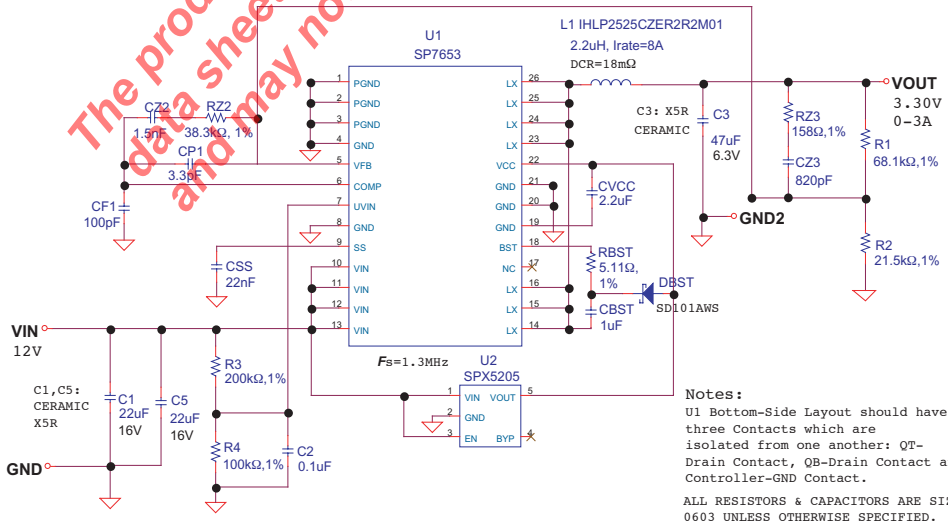 The prod
data sheet
and may no
U1
SP7653
L1 IHLP2525CZER2R2M01
2.2uH, Irate=8A
DCR=18mΩ
1 PGND
2 PGND
3 PGND
4 GND
5 VFB
6 COMP
7 UVIN
8 GND
9 SS
10 VIN
11 VIN
12 VIN
13 VIN
LX 26
LX 25
LX 24
LX 23
VCC 22
GND 21
GND 20
GND 19
BST 18
NC 17
LX 16
LX 15
LX 14
CZ2
1.5nF
RZ2
38.3kΩ, 1%
CP1
3.3pF
CF1
100pF
CSS
22nF
CVCC
2.2uF
RBST
5.11Ω,
1%
CBST
1uF
DBST
SD101AWS
C3: X5R
CERAMIC
C3
47uF
6.3V
RZ3
158Ω,1%
CZ3
820pF
VOUT
3.30V
0-3A
R1
68.1kΩ,1%
GND2
R2
21.5kΩ,1%
VIN
12V
C1,C5:
CERAMIC
X5R
C1
22uF
16V
C5
22uF
16V
R3
200kΩ,1%
R4
100kΩ,1%
C2
0.1uF
GND
Fs=1.3MHz
U2
SPX5205
1 VIN VOUT 5
2 GND
3 EN BYP 4
Notes:
U1 Bottom-Side Layout should have
three Contacts which are
isolated from one another: QT-
Drain Contact, QB-Drain Contact a
Controller-GND Contact.
ALL RESISTORS & CAPACITORS ARE SIZ
0603 UNLESS OTHERWISE SPECIFIED.